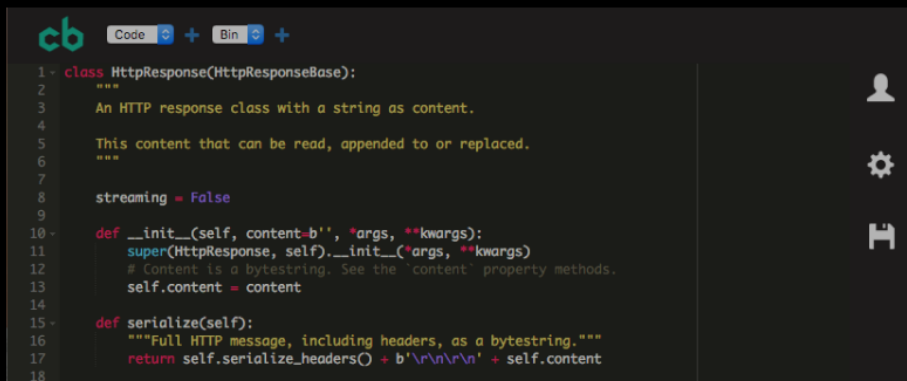 cb Code + Bin +
1 class HttpResponse(HttpResponseBase):
2 """
3 An HTTP response class with a string as content.
4
5 This content that can be read, appended to or replaced.
6 """
7
8 streaming = False
9
10 def __init__(self, content=b'', *args, **kwargs):
11 super(HttpResponse, self).__init__(*args, **kwargs)
12 # Content is a bytestring. See the `content` property methods.
13 self.content = content
14
15 def serialize(self):
16 """Full HTTP message, including headers, as a bytestring."""
17 return self.serialize_headers() + b'\r\n\r\n' + self.content
18